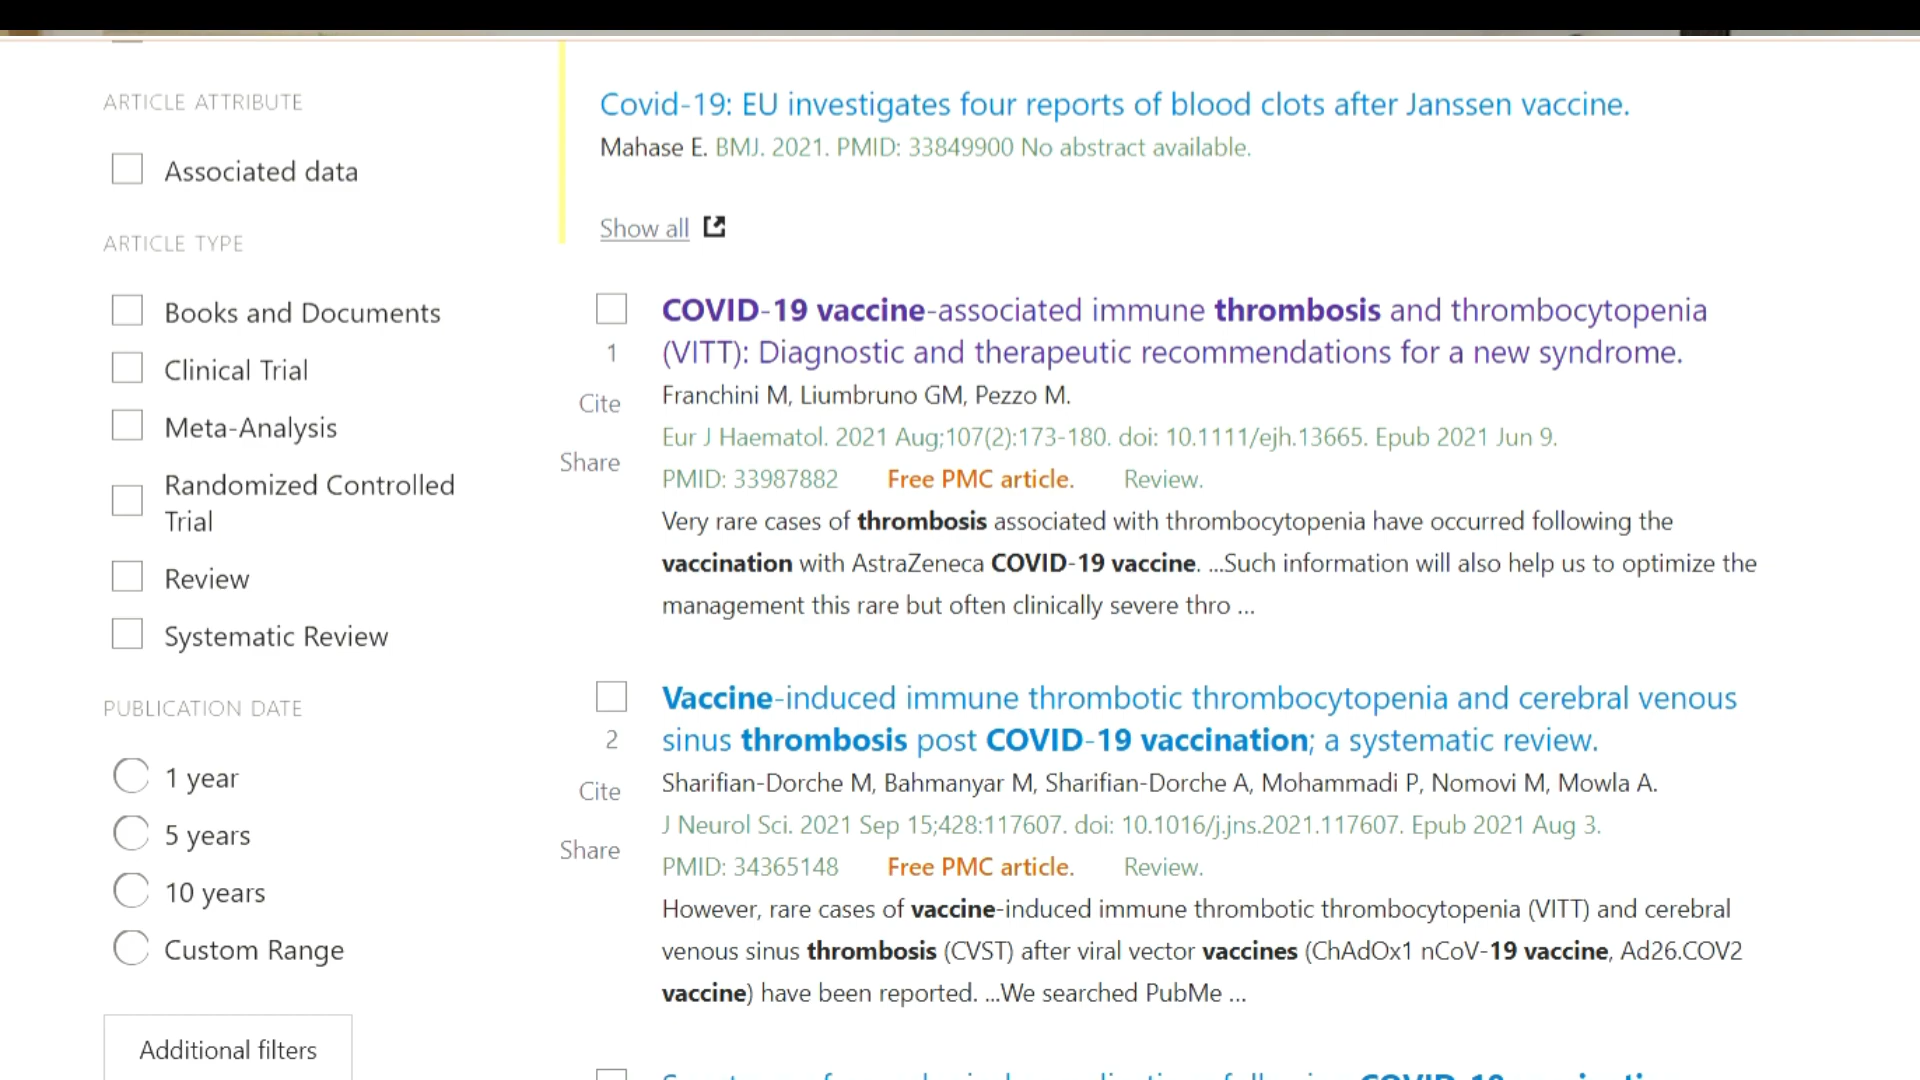 ARTICLE ATTRIBUTE
Associated data
ARTICLE TYPE
Books and Documents
Clinical Trial
Meta-Analysis
Randomized Controlled
Trial
Review
Systematic Review
PUBLICATION DATE
1 year
5 years
10 years
Custom Range
Additional filters
Covid-19: EU investigates four reports of blood clots after Janssen vaccine.
Mahase E. BMJ. 2021. PMID: 33849900 No abstract available.
Show all
COVID-19 vaccine-associated immune thrombosis and thrombocytopenia
1
(VITT): Diagnostic and therapeutic recommendations for a new syndrome.
Cite
Franchini M, Liumbruno GM, Pezzo M.
Eur J Haematol. 2021 Aug;107(2):173-180. doi: 10.1111/ejh.13665. Epub 2021 Jun 9.
Share
PMID: 33987882 Free PMC article. Review.
Very rare cases of thrombosis associated with thrombocytopenia have occurred following the
vaccination with AstraZeneca COVID-19 vaccine. ...Such information will also help us to optimize the
management this rare but often clinically severe thro ...
Vaccine-induced immune thrombotic thrombocytopenia and cerebral venous
2
sinus thrombosis post COVID-19 vaccination; a systematic review.
Cite
Sharifian-Dorche M, Bahmanyar M, Sharifian-Dorche A, Mohammadi P, Nomovi M, Mowla A.
J Neurol Sci. 2021 Sep 15;428:117607. doi: 10.1016/j.jns.2021.117607. Epub 2021 Aug 3.
Share
PMID: 34365148 Free PMC article. Review.
However, rare cases of vaccine-induced immune thrombotic thrombocytopenia (VITT) and cerebral
venous sinus thrombosis (CVST) after viral vector vaccines (ChAdOx1 nCoV-19 vaccine, Ad26.COV2
vaccine) have been reported. ...We searched PubMe ...